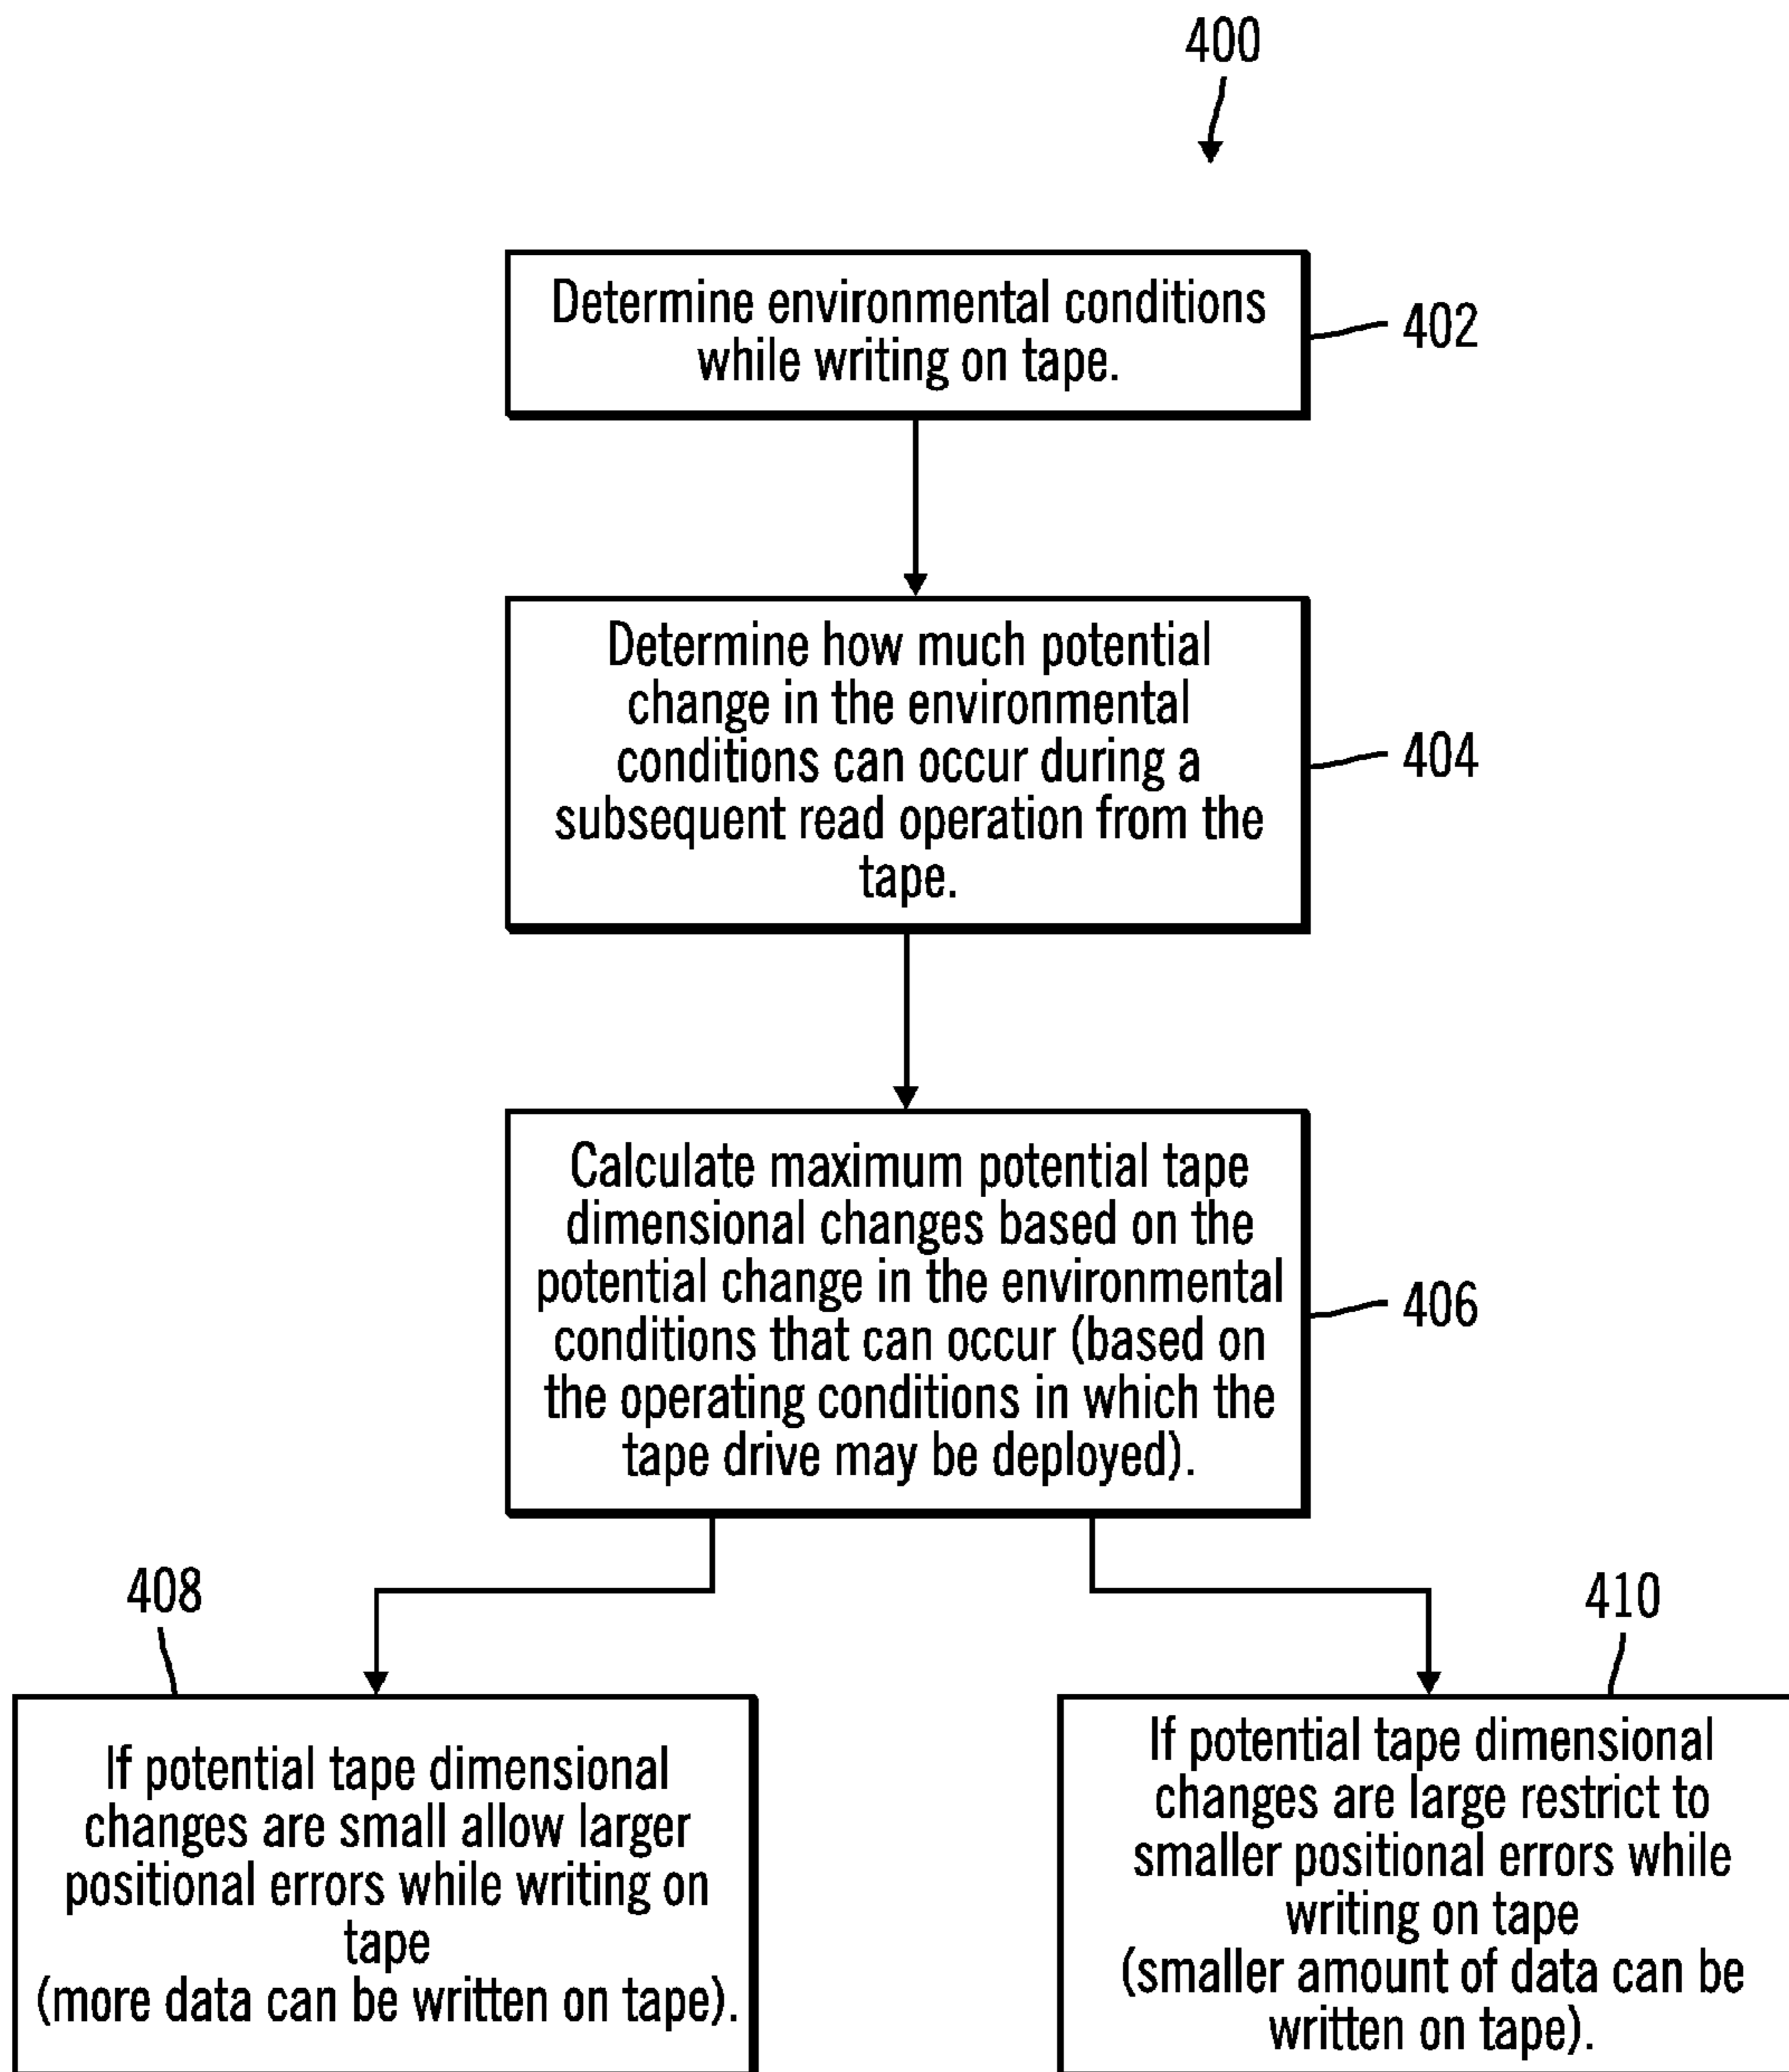 400
Determine environmental conditions
while writing on tape.
402
Determine how much potential
change in the environmental
conditions can occur during a
subsequent read operation from the
tape.
404
Calculate maximum potential tape
dimensional changes based on the
potential change in the environmental
conditions that can occur (based on
the operating conditions in which the
tape drive may be deployed).
406
408
If potential tape dimensional
changes are small allow larger
positional errors while writing on
tape
(more data can be written on tape).
410
If potential tape dimensional
changes are large restrict to
smaller positional errors while
writing on tape
(smaller amount of data can be
written on tape).